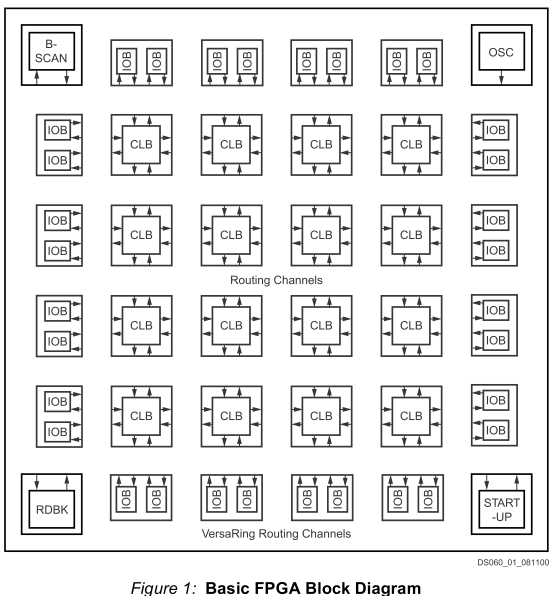 B-
SCAN
IOB IOB IOB IOB IOB IOB IOB IOB
OSC
IOB CLB CLB CLB CLB IOB
IOB IOB
IOB CLB CLB CLB CLB IOB
IOB IOB
Routing Channels
IOB CLB CLB CLB CLB IOB
IOB IOB
IOB CLB CLB CLB CLB IOB
IOB IOB
RDBK
IOB IOB IOB IOB IOB IOB IOB IOB
START
-UP
VersaRing Routing Channels
DS060_01_081100
Figure 1: Basic FPGA Block Diagram